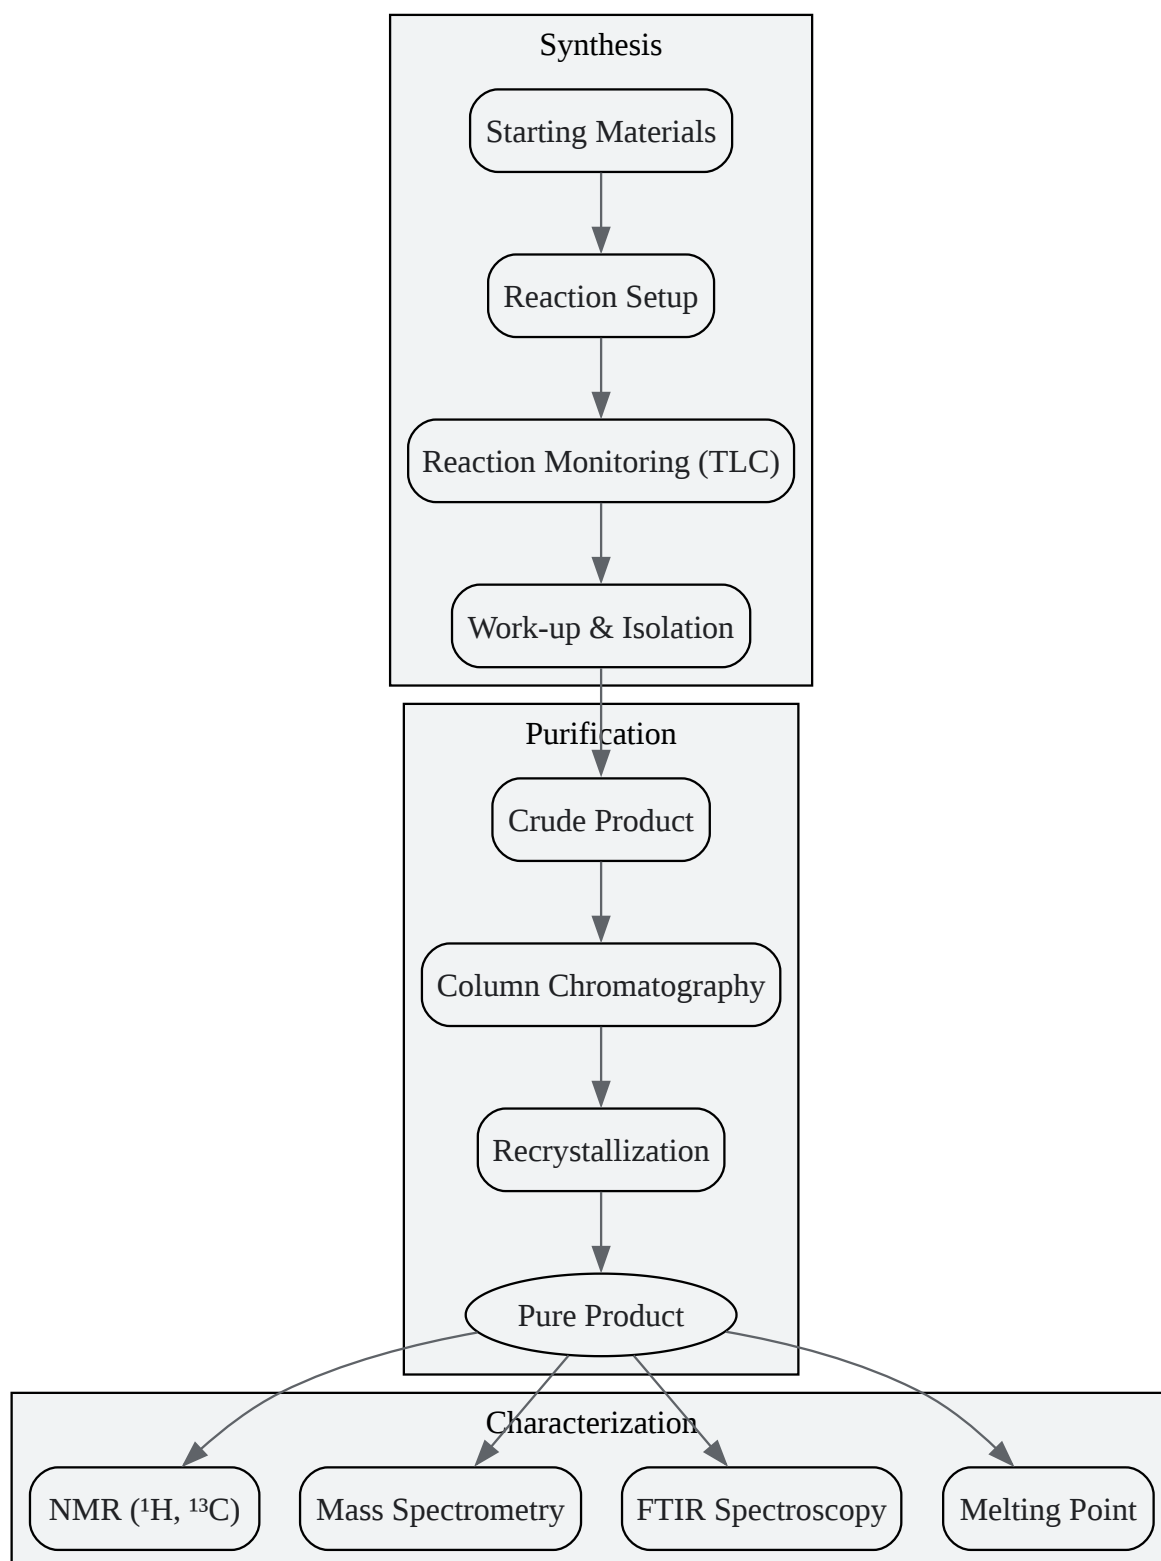 Synthesis
Starting Materials
Reaction Setup
Reaction Monitoring (TLC)
Work-up & Isolation
Purification
Crude Product
Column Chromatography
Recrystallization
Pure Product
Characterization
NMR (¹H, ¹³C)
Mass Spectrometry
FTIR Spectroscopy
Melting Point